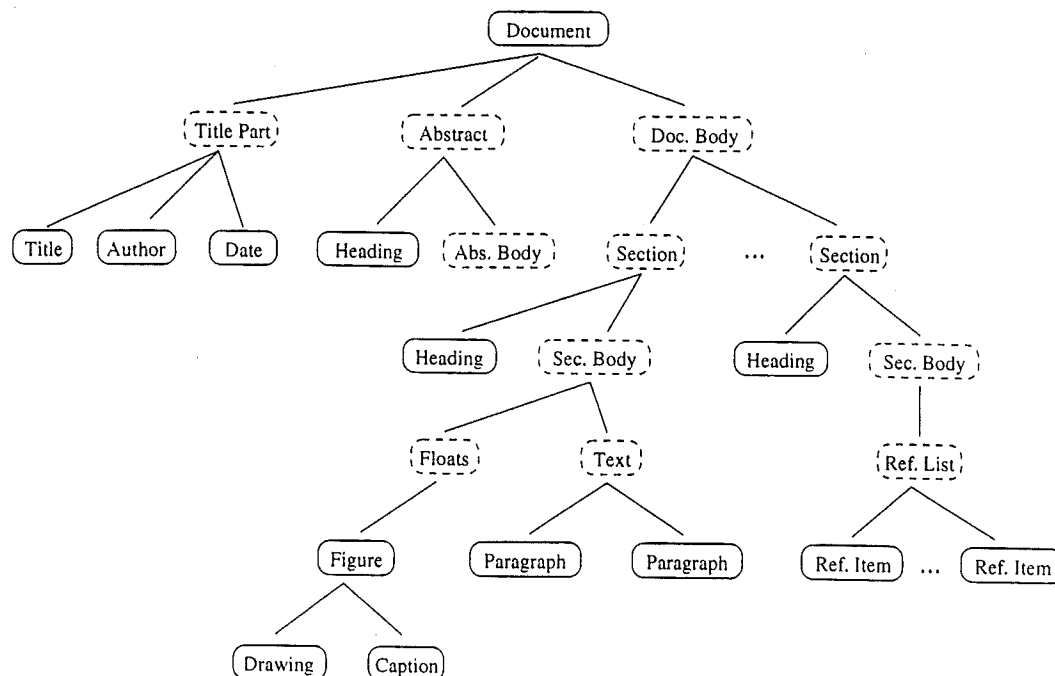 Document
Title Part Abstract Doc. Body
Title Author Date Heading Abs. Body Section ... Section
Heading Sec. Body Heading Sec. Body
Floats Text Ref. List
Figure Paragraph Paragraph Ref. Item ... Ref. Item
Drawing Caption